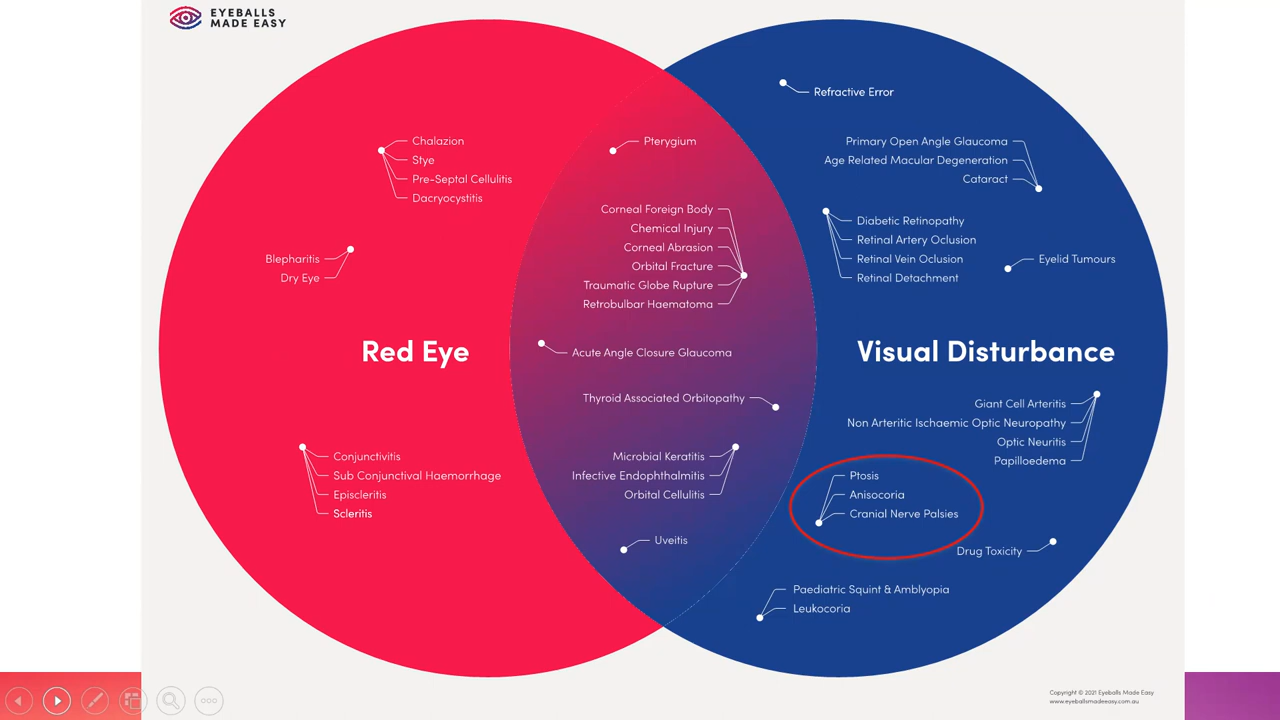 EYEBALLS
MADE EASY
Chalazion
Stye
Pre-Septal Cellulitis
Dacryocystitis
Blepharitis
Dry Eye
Red Eye
Conjunctivitis
Sub Conjunctival Haemorrhage
Episcleritis
Scleritis
Pterygium
Corneal Foreign Body
Chemical Injury
Corneal Abrasion
Orbital Fracture
Traumatic Globe Rupture
Retrobulbar Haematoma
Acute Angle Closure Glaucoma
Thyroid Associated Orbitopathy
Microbial Keratitis
Infective Endophthalmitis
Orbital Cellulitis
Uveitis
Refractive Error
Primary Open Angle Glaucoma
Age Related Macular Degeneration
Cataract
Diabetic Retinopathy
Retinal Artery Oclusion
Retinal Vein Oclusion
Retinal Detachment
Eyelid Tumours
Visual Disturbance
Giant Cell Arteritis
Non Arteritic Ischaemic Optic Neuropathy
Optic Neuritis
Papilloedema
Ptosis
Anisocoria
Cranial Nerve Palsies
Drug Toxicity
Paediatric Squint & Amblyopia
Leukocoria
Copyright © 2021 Eyeballs Made Easy
www.eyeballsmadeeasy.com.au